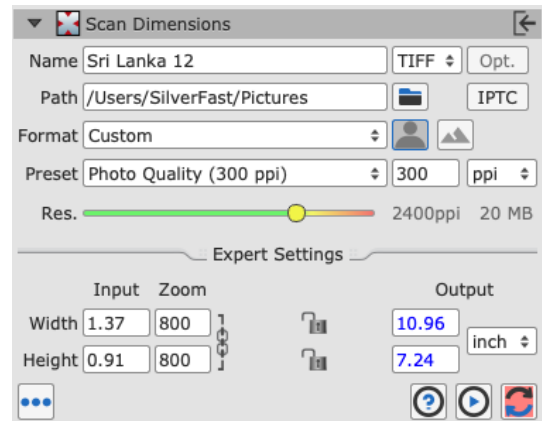 Scan Dimensions
Name Sri Lanka 12 TIFF Opt.
Path /Users/SilverFast/Pictures IPTC
Format Custom
Preset Photo Quality (300 ppi) 300 ppi
Res. 2400ppi 20 MB
Expert Settings
Input Zoom Output
Width 1.37 800 10.96
inch
Height 0.91 800 7.24